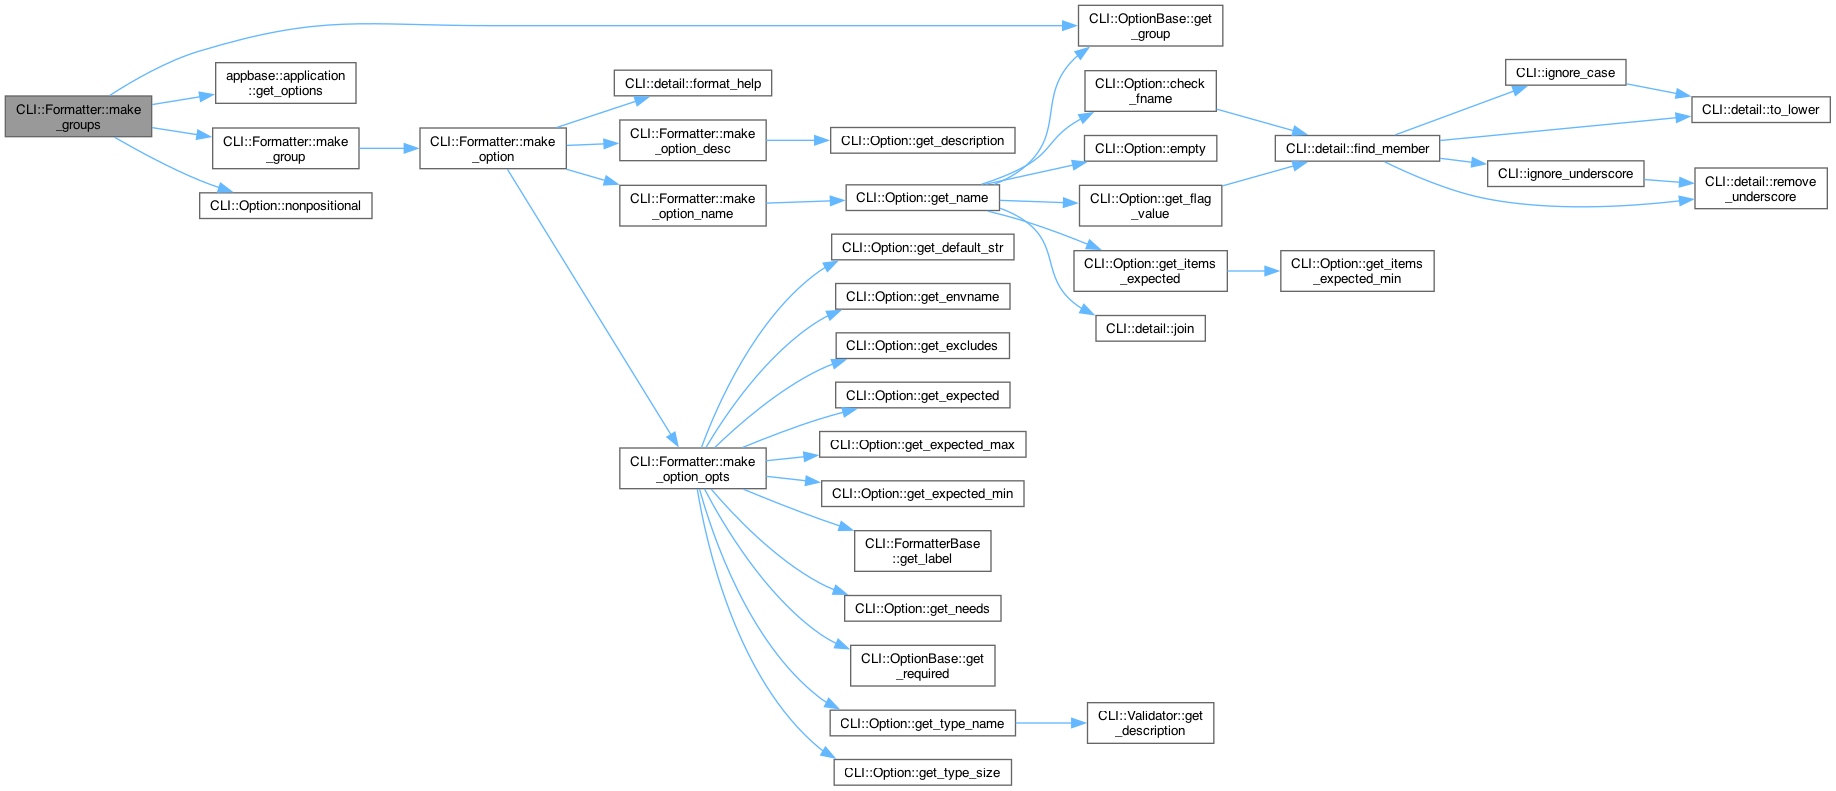 CLI::Formatter::make
_groups
appbase::application
::get_options
CLI::Formatter::make
_group
CLI::Option::nonpositional
CLI::Formatter::make
_option
CLI::detail::format_help
CLI::Formatter::make
_option_desc
CLI::Formatter::make
_option_name
CLI::Formatter::make
_option_opts
CLI::Option::get_description
CLI::Option::get_name
CLI::Option::get_default_str
CLI::Option::get_envname
CLI::Option::get_excludes
CLI::Option::get_expected
CLI::Option::get_expected_max
CLI::Option::get_expected_min
CLI::FormatterBase
::get_label
CLI::Option::get_needs
CLI::OptionBase::get
_required
CLI::Option::get_type_name
CLI::Option::get_type_size
CLI::OptionBase::get
_group
CLI::Option::check
_fname
CLI::Option::empty
CLI::Option::get_flag
_value
CLI::Option::get_items
_expected
CLI::detail::join
CLI::Validator::get
_description
CLI::detail::find_member
CLI::Option::get_items
_expected_min
CLI::ignore_case
CLI::ignore_underscore
CLI::detail::to_lower
CLI::detail::remove
_underscore